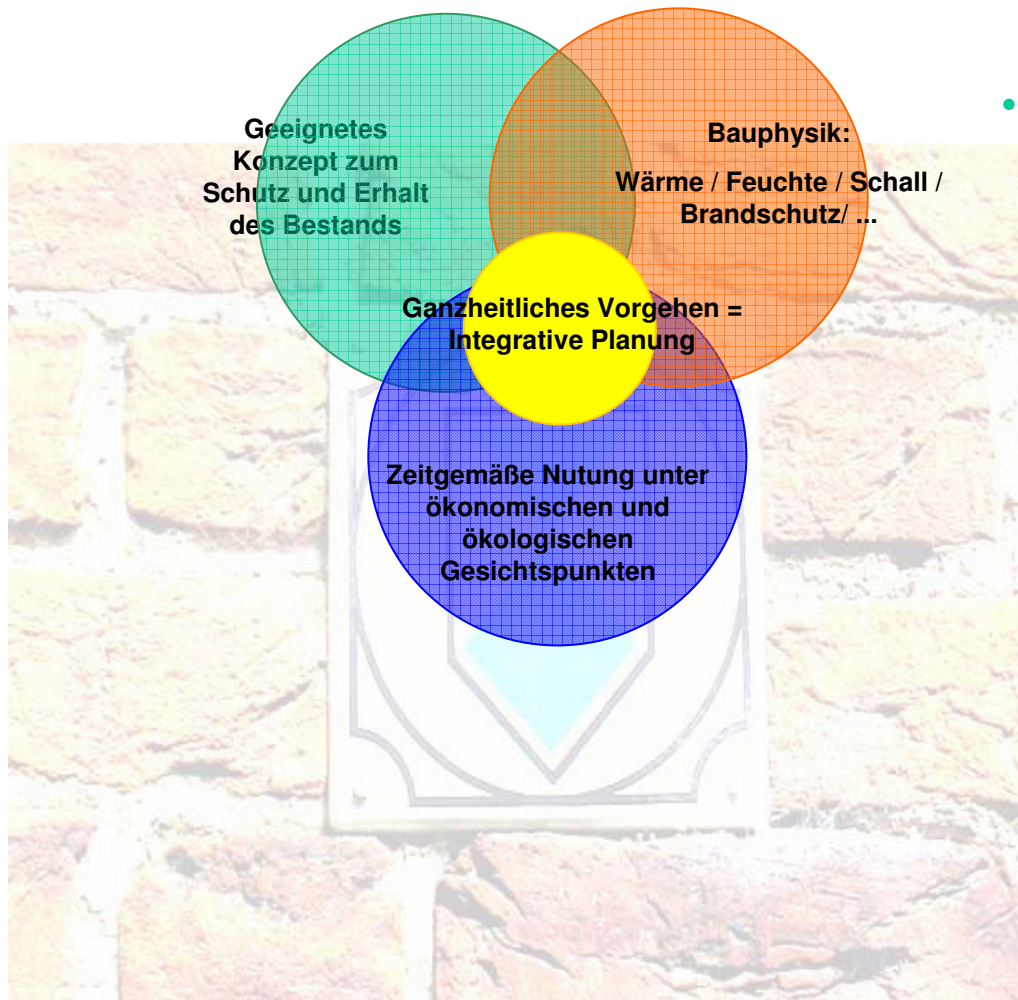 Geeignetes
Konzept zum
Schutz und Erhalt
des Bestands
Bauphysik:
Wärme / Feuchte / Schall /
Brandschutz/ ...
Ganzheitliches Vorgehen =
Integrative Planung
Zeitgemäße Nutung unter
ökonomischen und
ökologischen
Gesichtspunkten